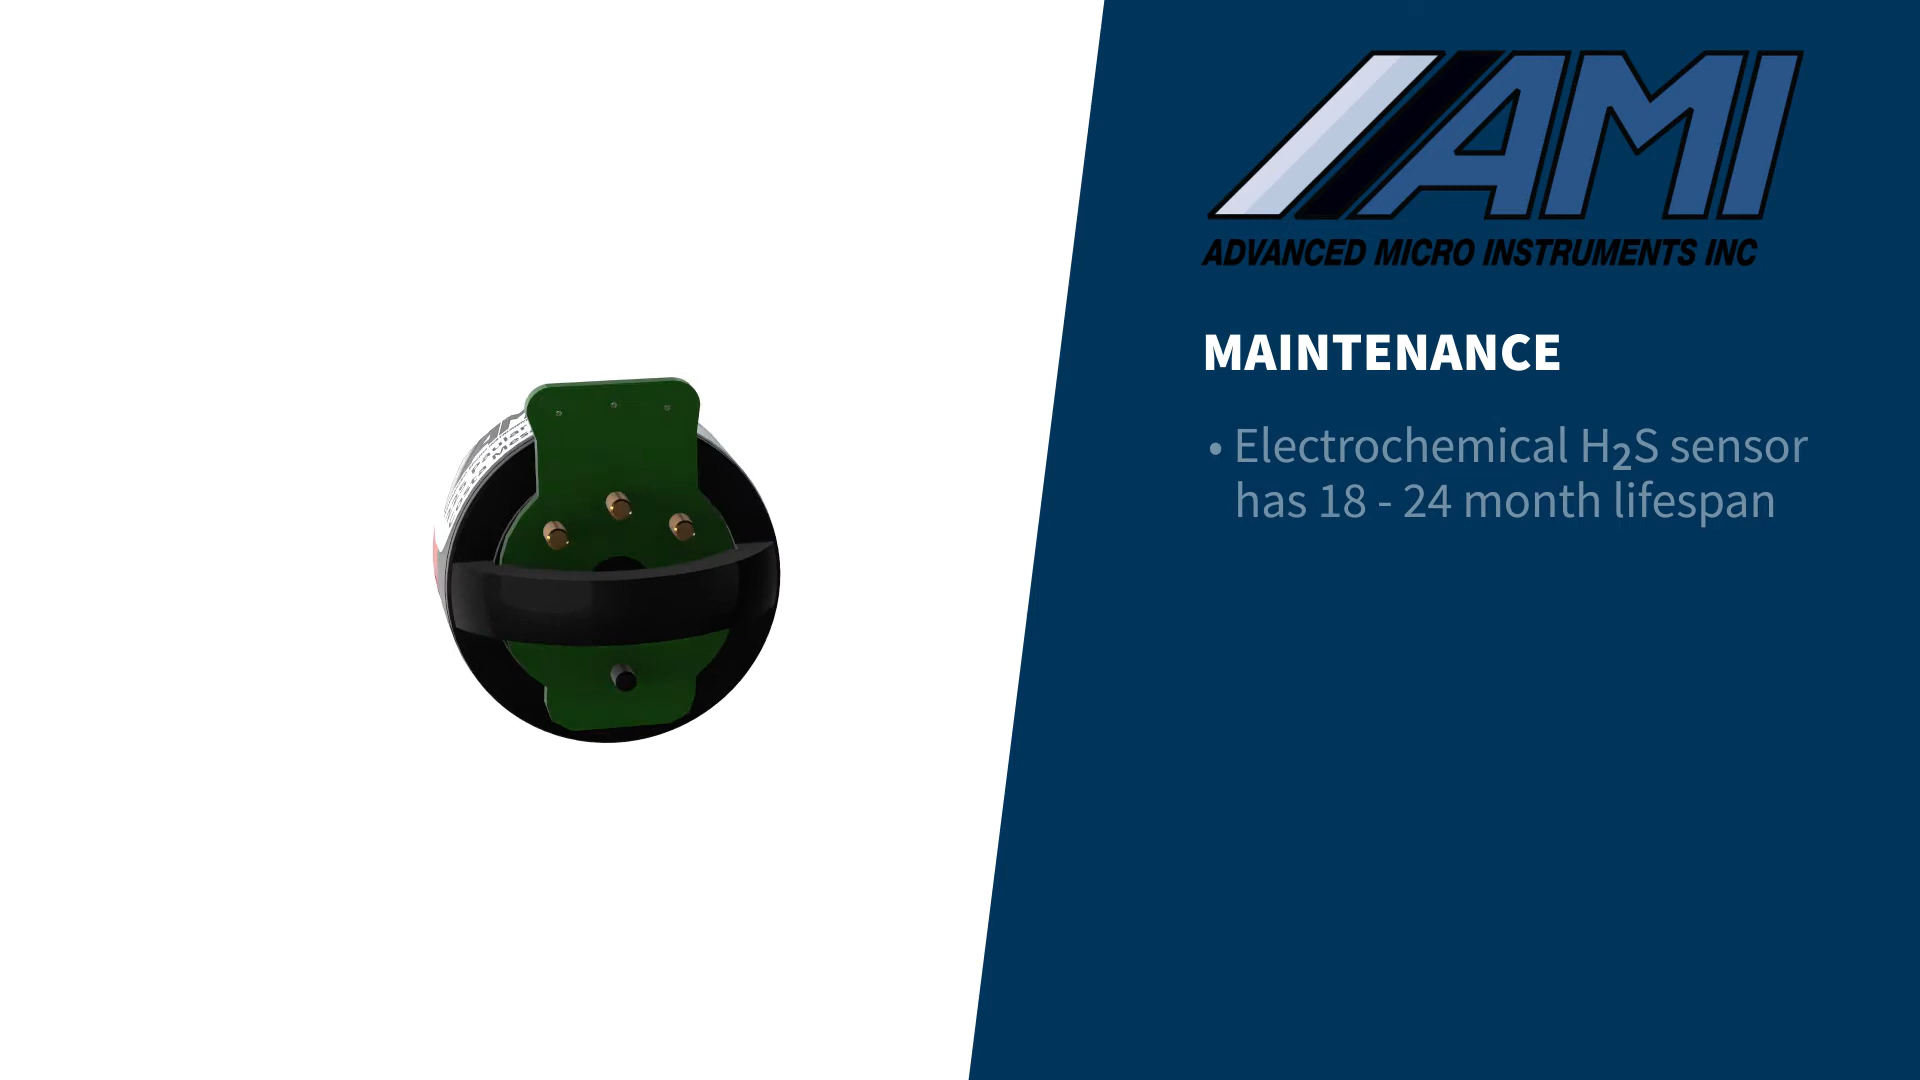 AMI
ADVANCED MICRO INSTRUMENTS INC
MAINTENANCE
• Electrochemical H₂S sensor
has 18 - 24 month lifespan